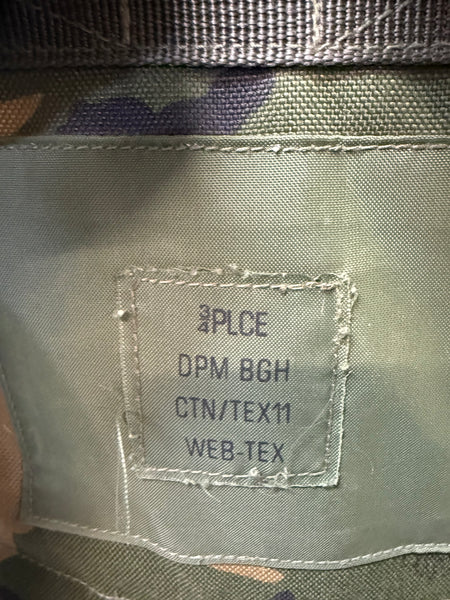 ¾PLCE
DPM BGH
CTN/TEX11
WEB-TEX